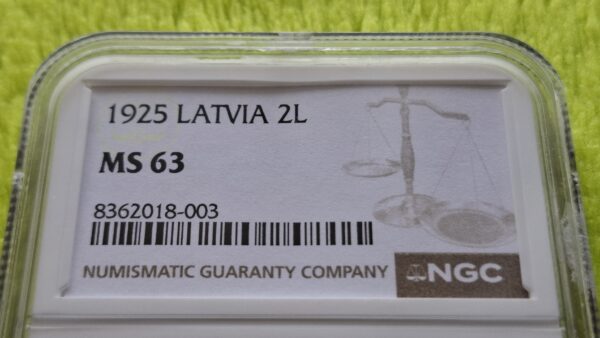 1925 LATVIA 2L
MS 63
8362018-003
NUMISMATIC GUARANTY COMPANY NGC